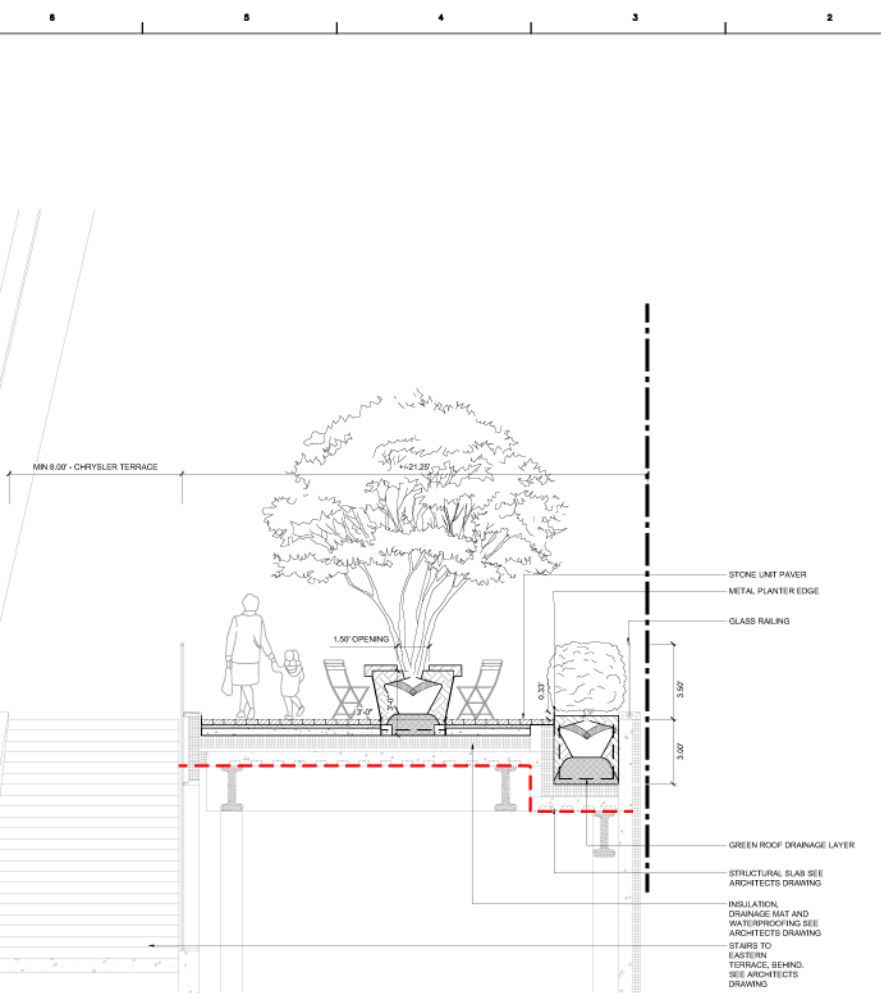 6 5 4 3 2
MIN 8.00' - CHRYSLER TERRACE
+/-21.25'
STONE UNIT PAVER
METAL PLANTER EDGE
GLASS RAILING
1.50' OPENING
3.50'
0.33'
3'-0"
3'-0"
3.00'
GREEN ROOF DRAINAGE LAYER
STRUCTURAL SLAB SEE
ARCHITECTS DRAWING
INSULATION,
DRAINAGE MAT AND
WATERPROOFING SEE
ARCHITECTS DRAWING
STAIRS TO
EASTERN
TERRACE, BEHIND.
SEE ARCHITECTS
DRAWING